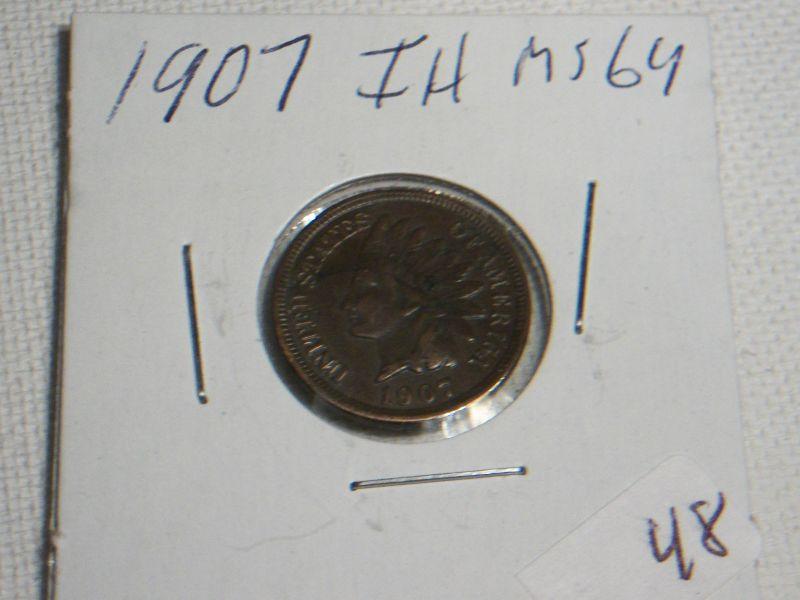 1907 IH MS64
UNITED STATES OF AMERICA
1907
48